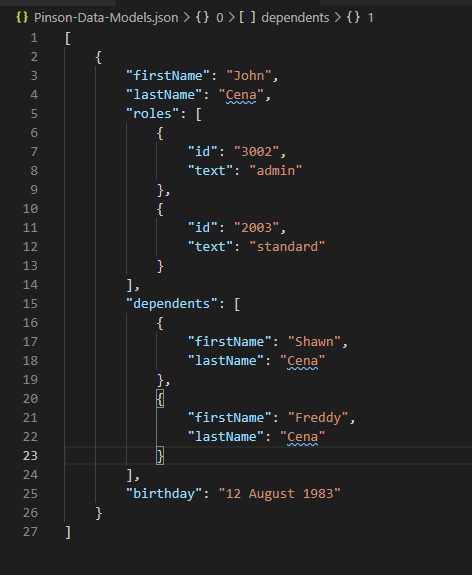 {} Pinson-Data-Models.json > {} 0 > [ ] dependents > {} 1
1 [
2 {
3 "firstName": "John",
4 "lastName": "Cena",
5 "roles": [
6 {
7 "id": "3002",
8 "text": "admin"
9 },
10 {
11 "id": "2003",
12 "text": "standard"
13 }
14 ],
15 "dependents": [
16 {
17 "firstName": "Shawn",
18 "lastName": "Cena"
19 },
20 {
21 "firstName": "Freddy",
22 "lastName": "Cena"
23 }
24 ],
25 "birthday": "12 August 1983"
26 }
27 ]